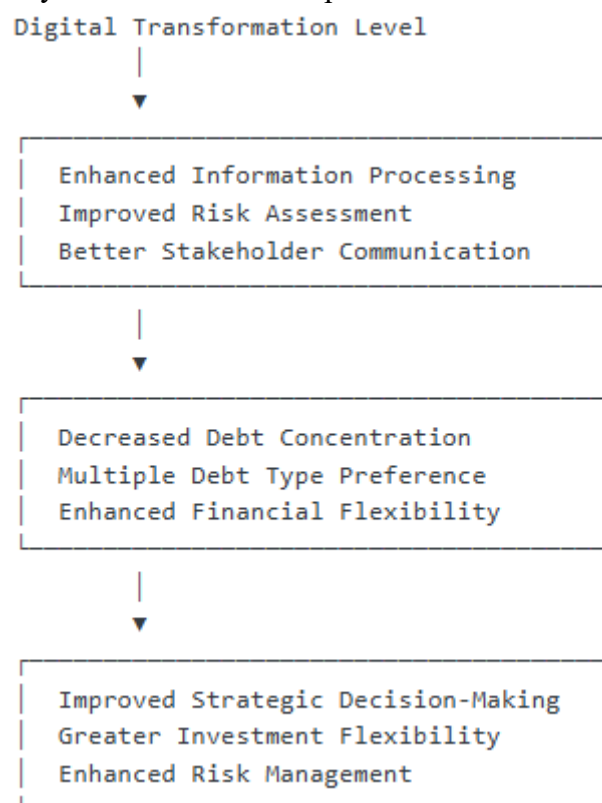 Digital Transformation Level
Enhanced Information Processing
Improved Risk Assessment
Better Stakeholder Communication
Decreased Debt Concentration
Multiple Debt Type Preference
Enhanced Financial Flexibility
Improved Strategic Decision-Making
Greater Investment Flexibility
Enhanced Risk Management